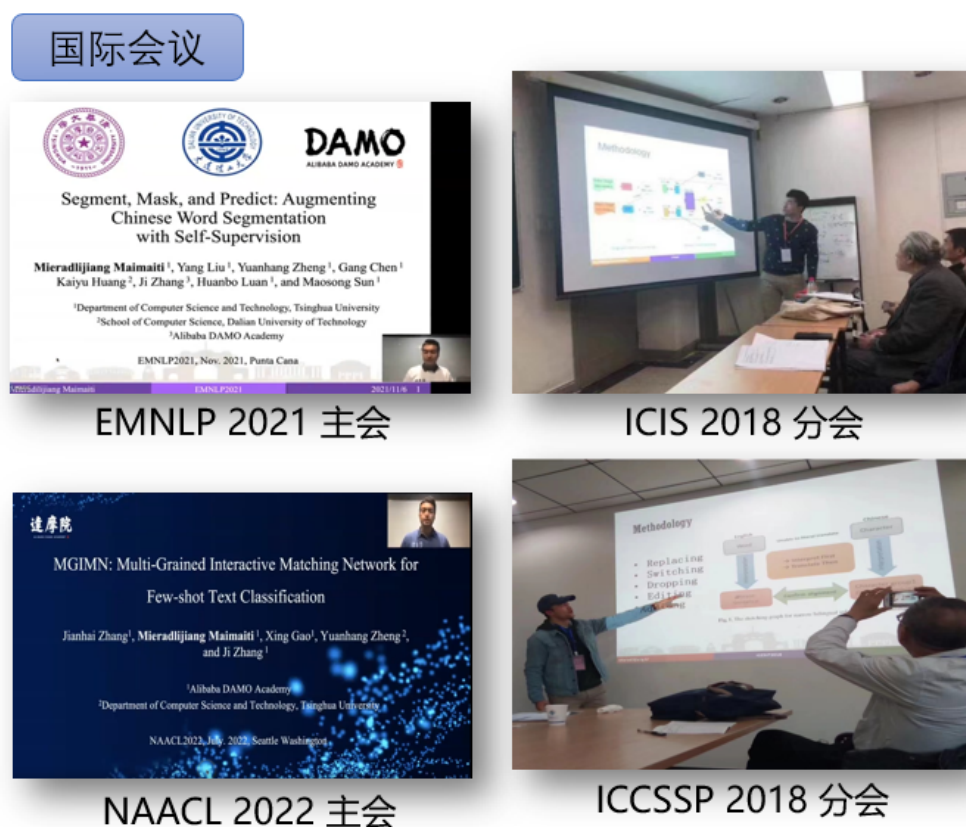 国际会议
DAMO
ALIBABA DAMO ACADEMY
Segment, Mask, and Predict: Augmenting
Chinese Word Segmentation
with Self-Supervision
Mieradlijiang Maimaiti 1, Yang Liu 1, Yuanhang Zheng 1, Gang Chen 1
Kaiyu Huang 2, Ji Zhang 3, Huanbo Luan 1, and Maosong Sun 1
1Department of Computer Science and Technology, Tsinghua University
2School of Computer Science, Dalian University of Technology
3Alibaba DAMO Academy
EMNLP2021, Nov. 2021, Punta Cana
Mieradlijiang Maimaiti EMNLP2021 2021/11/6 1
EMNLP 2021 主会
Methodology
ICIS 2018 分会
達摩院
MGIMN: Multi-Grained Interactive Matching Network for
Few-shot Text Classification
Jianhai Zhang1, Mieradlijiang Maimaiti 1, Xing Gao1, Yuanhang Zheng 2,
and Ji Zhang 1
1Alibaba DAMO Academy
2Department of Computer Science and Technology, Tsinghua University
NAACL2022, July. 2022, Seattle Washington
NAACL 2022 主会
Methodology
• Replacing
• Switching
• Dropping
• Editing
ICCSSP 2018 分会